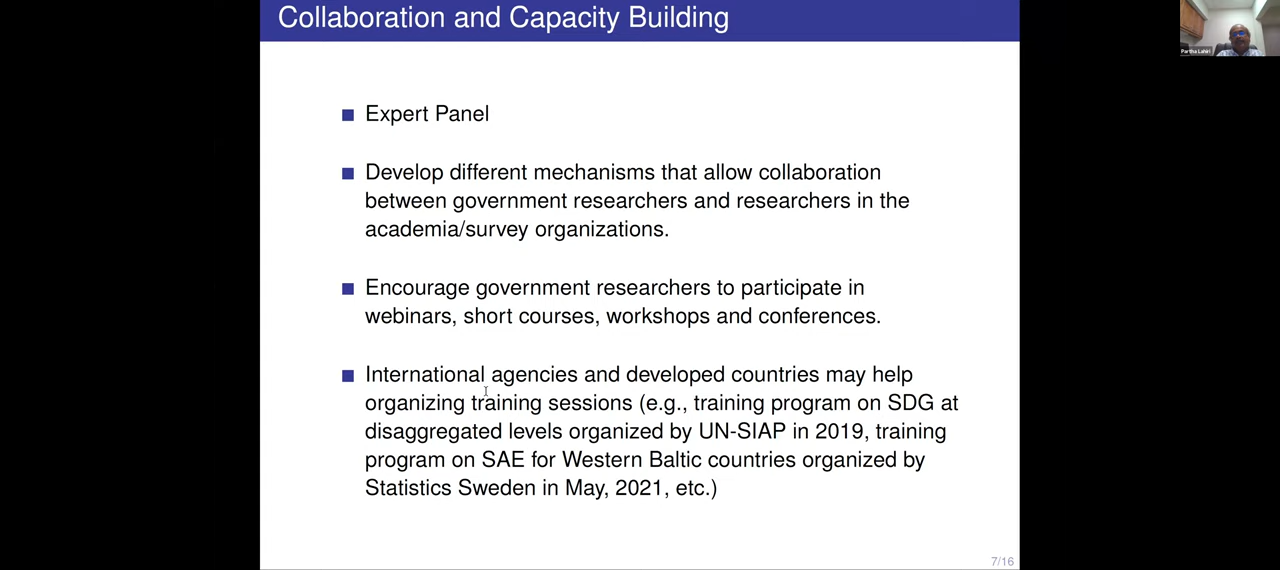 Collaboration and Capacity Building
Partha Lahiri
Expert Panel
Develop different mechanisms that allow collaboration
between government researchers and researchers in the
academia/survey organizations.
Encourage government researchers to participate in
webinars, short courses, workshops and conferences.
International agencies and developed countries may help
organizing training sessions (e.g., training program on SDG at
disaggregated levels organized by UN-SIAP in 2019, training
program on SAE for Western Baltic countries organized by
Statistics Sweden in May, 2021, etc.)
7/16